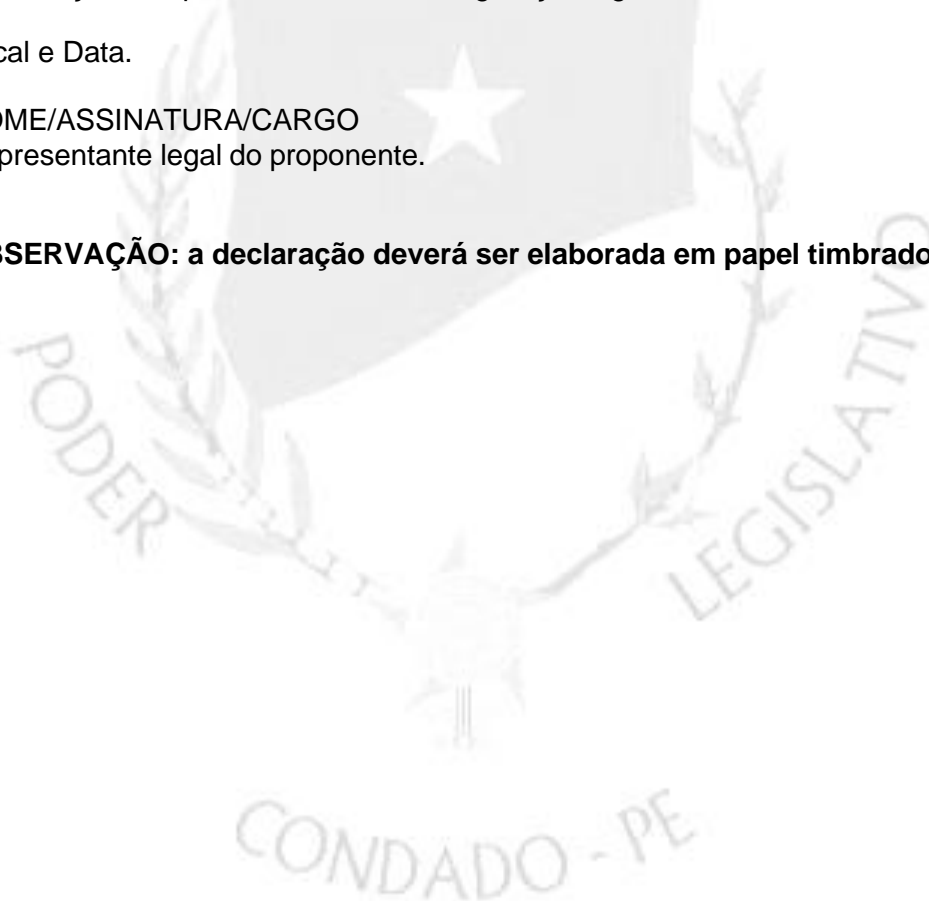 cal e Data.
OME/ASSINATURA/CARGO
presentante legal do proponente.
BSERVAÇÃO: a declaração deverá ser elaborada em papel timbrado
PODER
LEGISLATIVO
CONDADO - PE